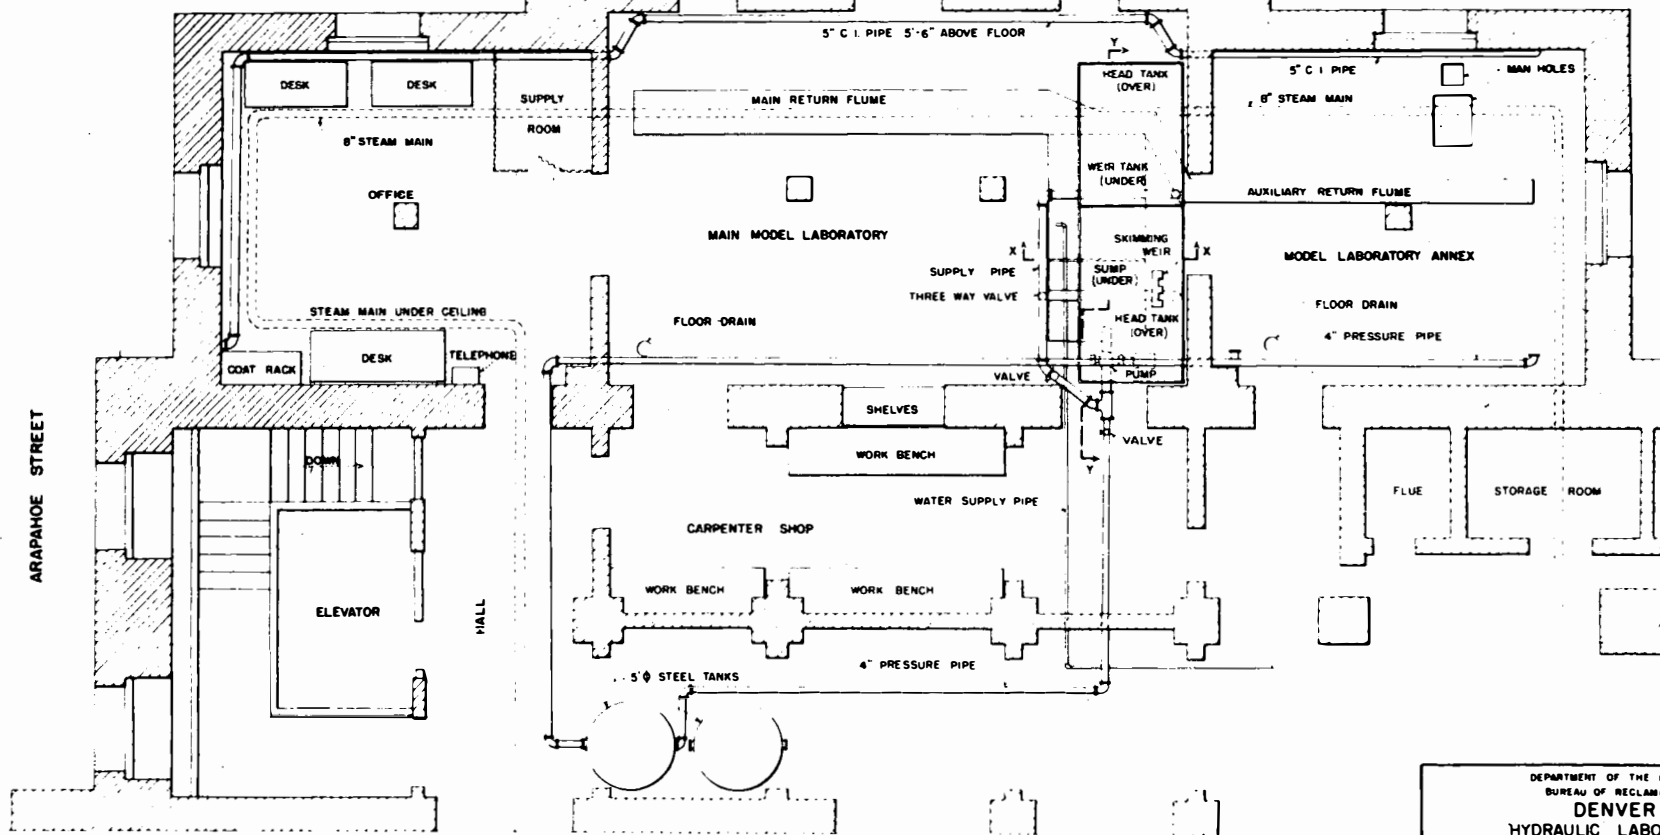 5" C I. PIPE 5'-6" ABOVE FLOOR
Y
HEAD TANK
(OVER)
5" C I PIPE
MAN HOLES
8" STEAM MAIN
DESK
DESK
SUPPLY
ROOM
MAIN RETURN FLUME
8" STEAM MAIN
OFFICE
WEIR TANK
(UNDER)
AUXILIARY RETURN FLUME
MAIN MODEL LABORATORY
X
SKIMMING
WEIR
X
MODEL LABORATORY ANNEX
SUPPLY PIPE
SUMP
(UNDER)
THREE WAY VALVE
STEAM MAIN UNDER CEILING
FLOOR DRAIN
HEAD TANK
(OVER)
FLOOR DRAIN
4" PRESSURE PIPE
DESK
TELEPHONE
COAT RACK
VALVE
PUMP
SHELVES
VALVE
WORK BENCH
Y
DOWN
FLUE
STORAGE ROOM
WATER SUPPLY PIPE
CARPENTER SHOP
ARAPAHOE STREET
WORK BENCH
WORK BENCH
ELEVATOR
HALL
4" PRESSURE PIPE
5'ϕ STEEL TANKS
DEPARTMENT OF THE
BUREAU OF RECLAM
DENVER
HYDRAULIC LABO